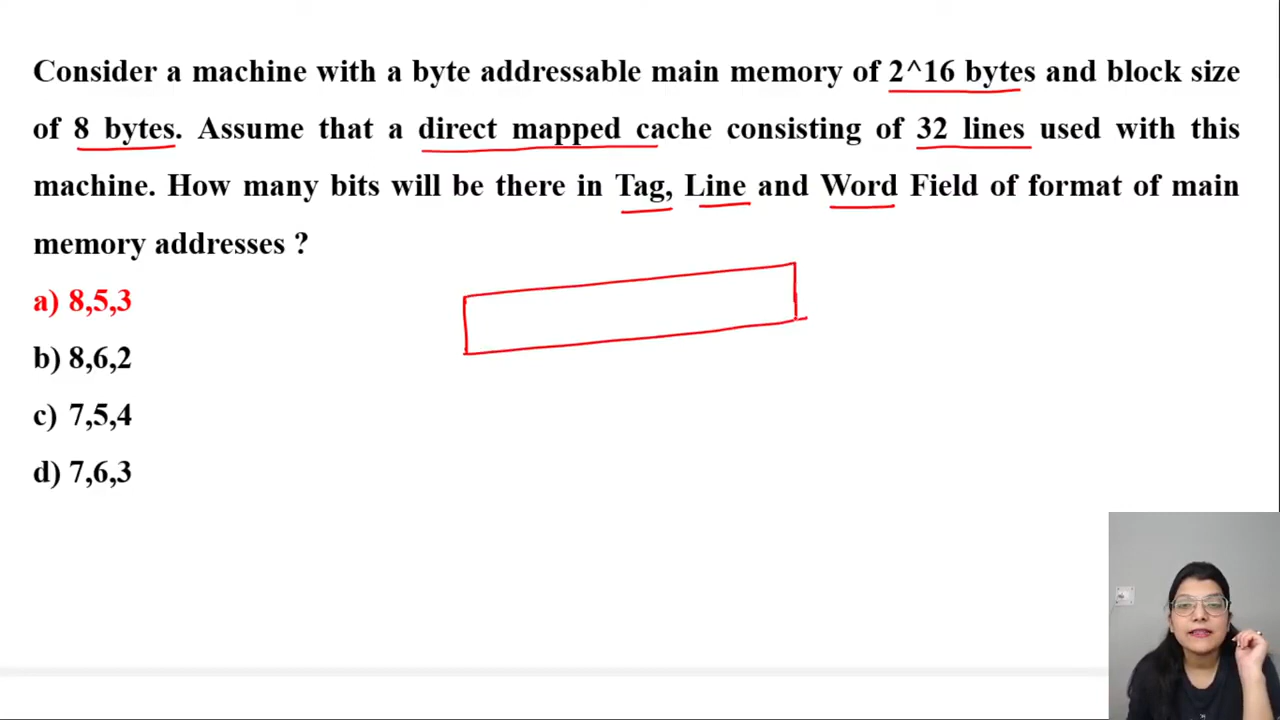 Consider a machine with a byte addressable main memory of 2^16 bytes and block size
of 8 bytes. Assume that a direct mapped cache consisting of 32 lines used with this
machine. How many bits will be there in Tag, Line and Word Field of format of main
memory addresses ?
a) 8,5,3
b) 8,6,2
c) 7,5,4
d) 7,6,3